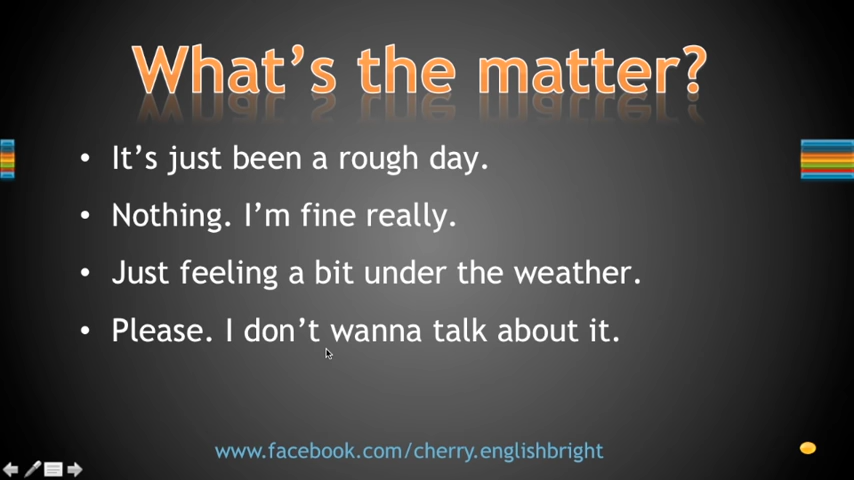 What’s the matter?
• It’s just been a rough day.
• Nothing. I’m fine really.
• Just feeling a bit under the weather.
• Please. I don’t wanna talk about it.
www.facebook.com/cherry.englishbright